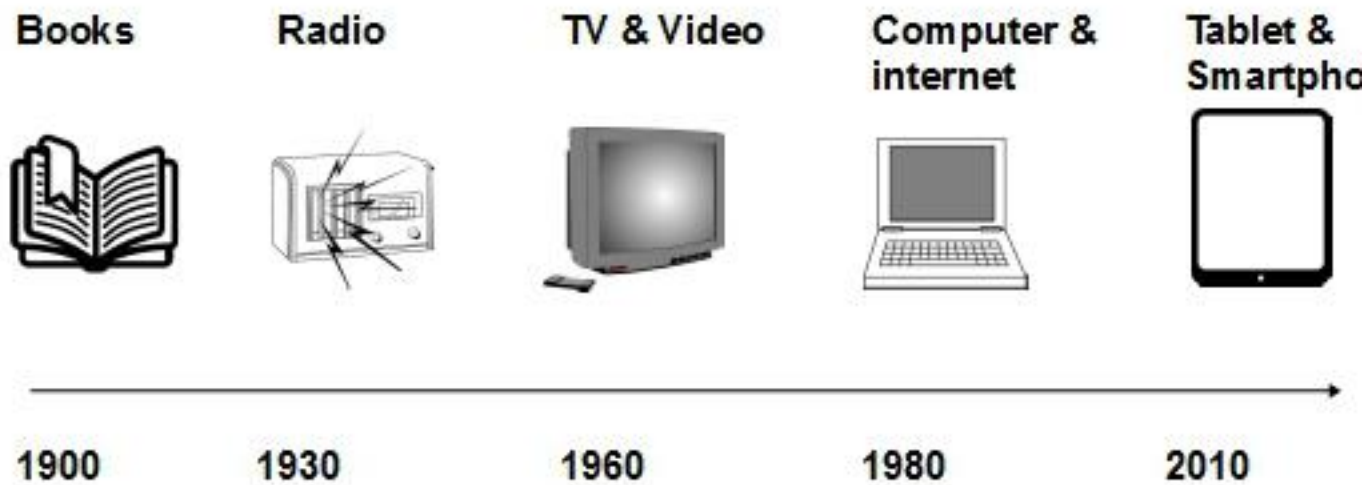 Books
Radio
TV & Video
Computer &
internet
Tablet &
Smartpho
1900
1930
1960
1980
2010